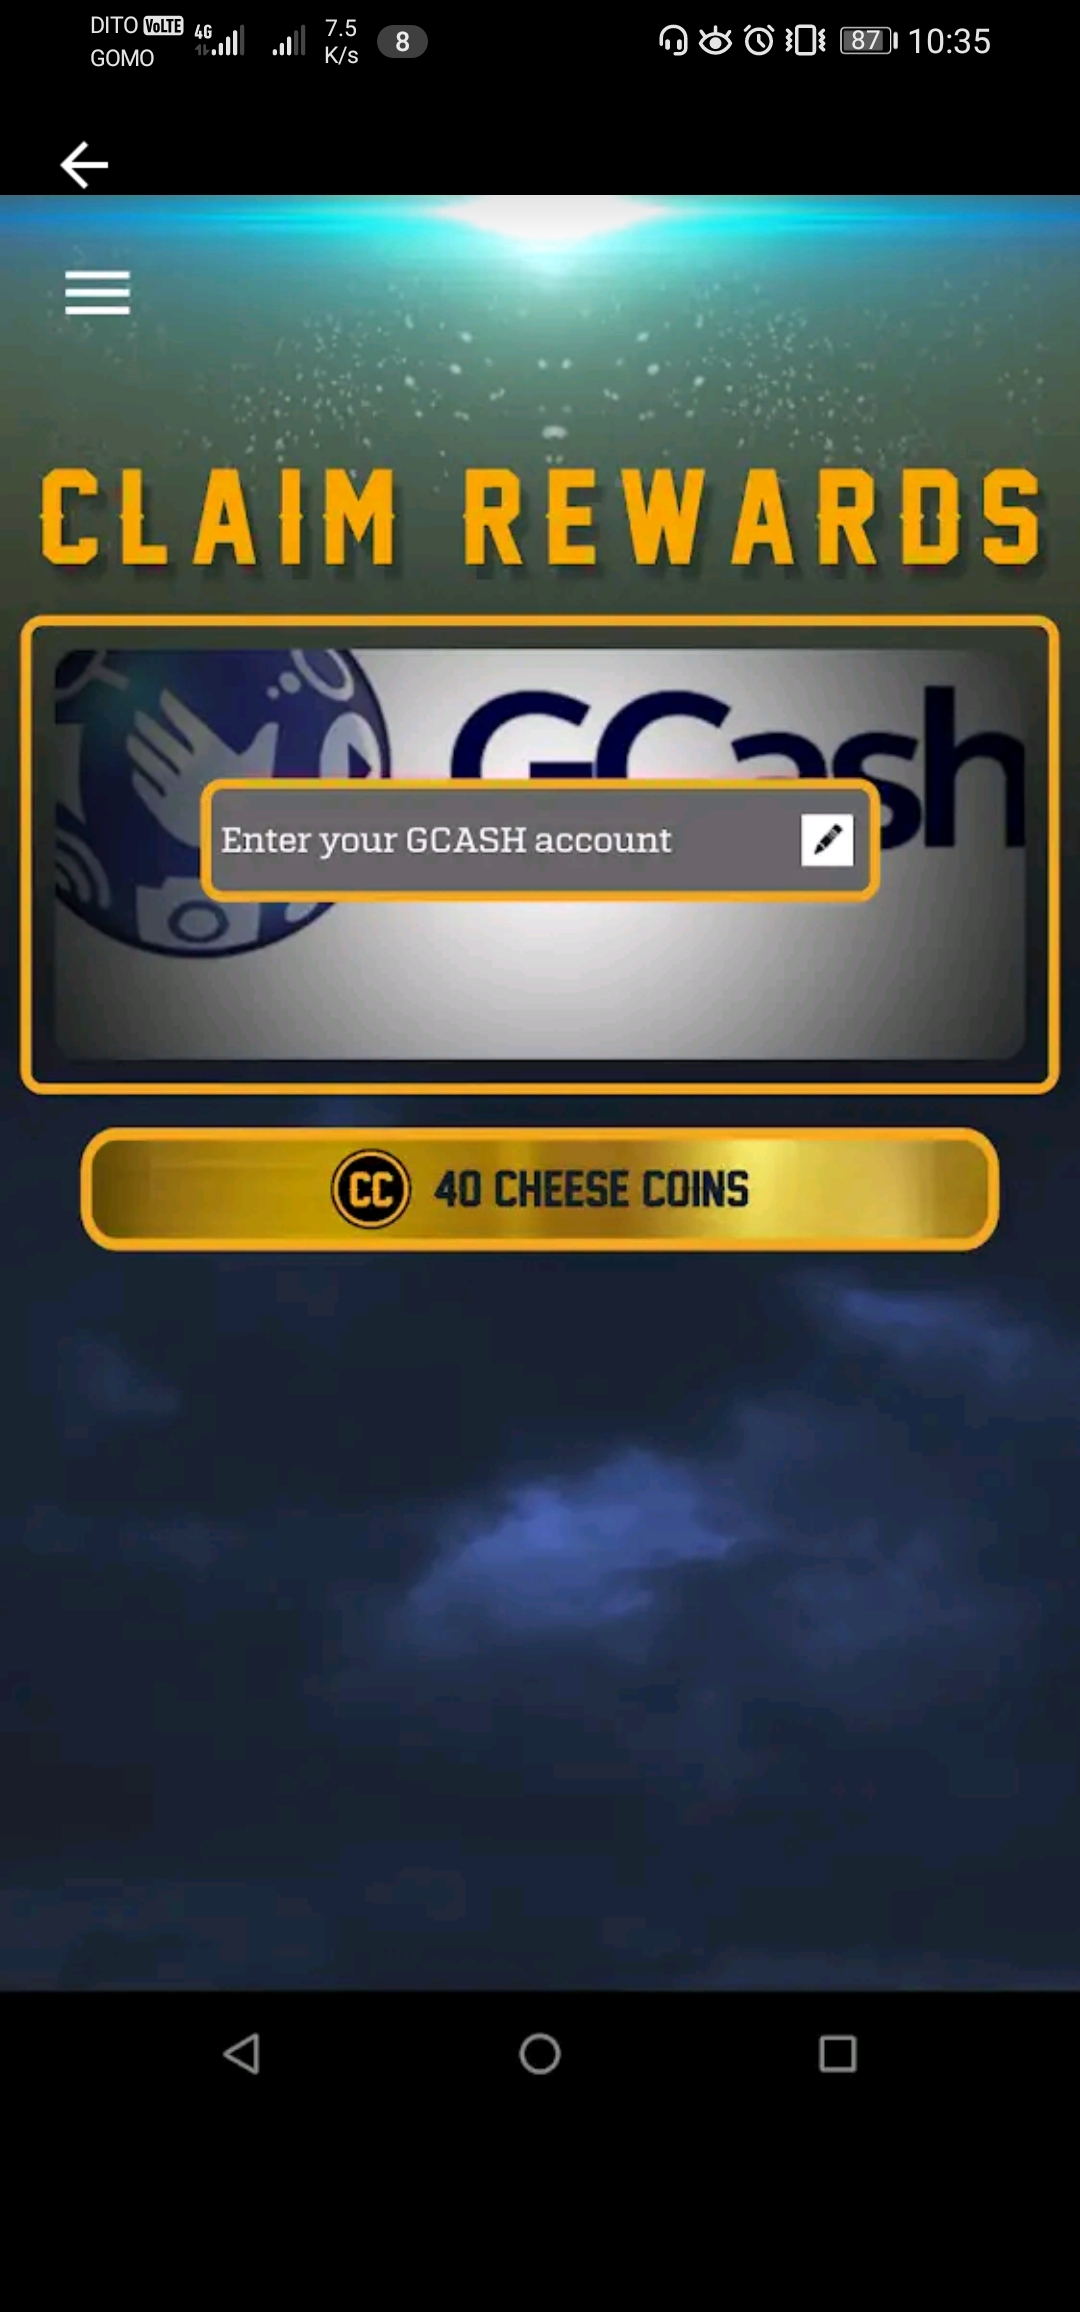 DITO VoLTE 4G 7.5 K/s 8 87 10:35
GOMO
CLAIM REWARDS
GCash
Enter your GCASH account
CC 40 CHEESE COINS